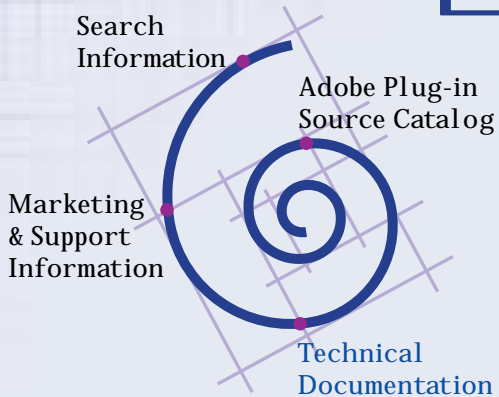 Search
Information
Adobe Plug-in
Source Catalog
Marketing
& Support
Information
Technical
Documentation